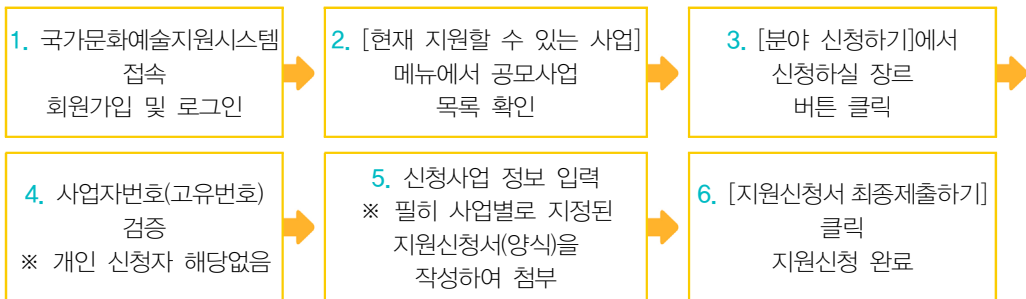 1. 국가문화예술지원시스템
접속
회원가입 및 로그인
2. [현재 지원할 수 있는 사업]
메뉴에서 공모사업
목록 확인
3. [분야 신청하기]에서
신청하실 장르
버튼 클릭
4. 사업자번호(고유번호)
검증
※ 개인 신청자 해당없음
5. 신청사업 정보 입력
※ 필히 사업별로 지정된
지원신청서(양식)을
작성하여 첨부
6. [지원신청서 최종제출하기]
클릭
지원신청 완료